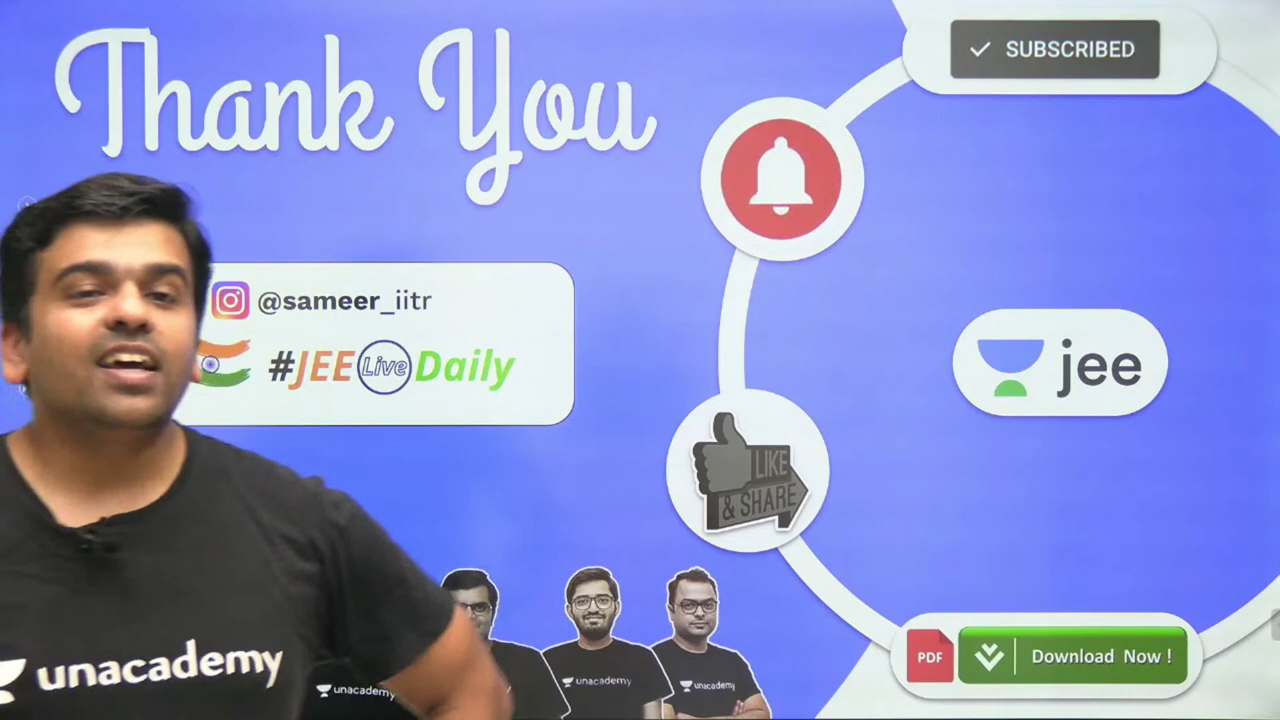 Thank You
SUBSCRIBED
@sameer_iitr
#JEE Live Daily
jee
LIKE
& SHARE
unacademy
unacademy
unacademy
unacademy
PDF
Download Now !